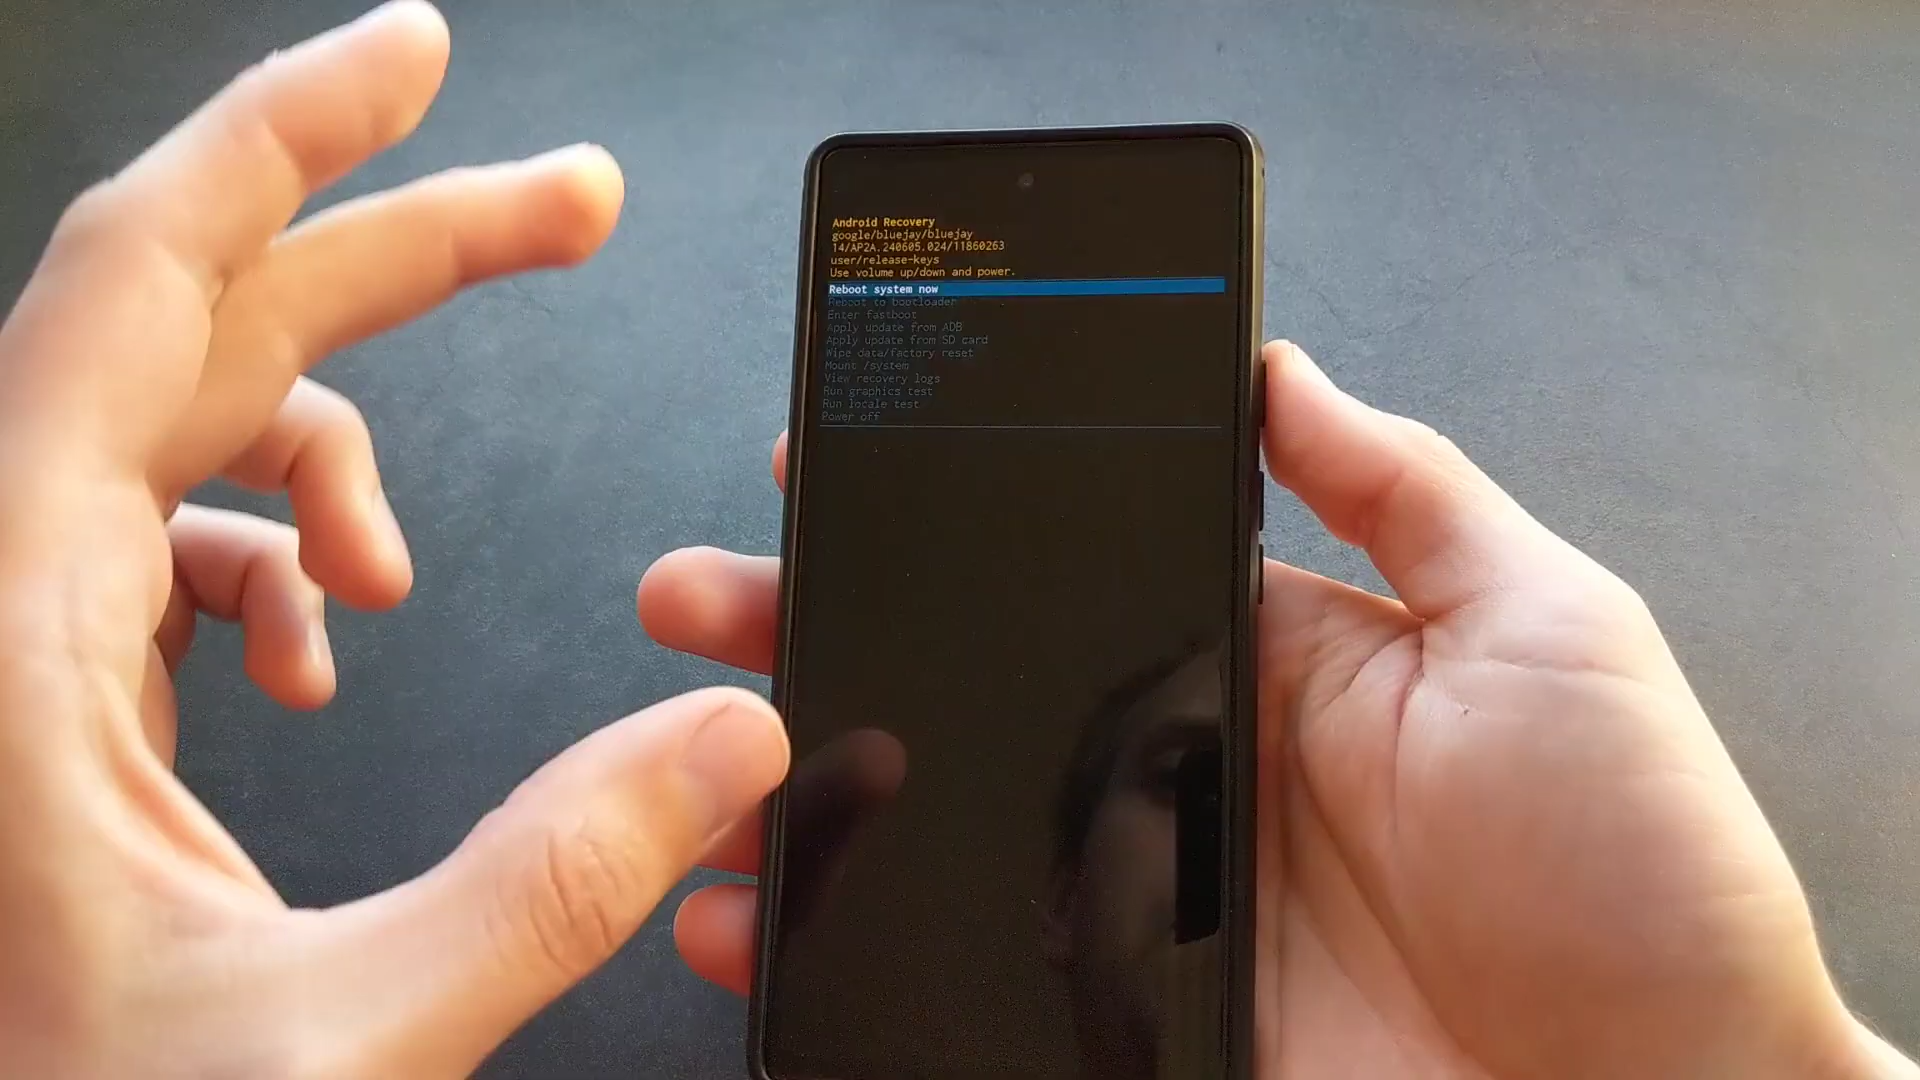 Android Recovery
google/bluejay/bluejay
14/AP2A.240605.024/11860263
user/release-keys
Use volume up/down and power.
Reboot system now
Reboot to bootloader
Enter fastboot
Apply update from ADB
Apply update from SD card
Wipe data/factory reset
Mount /system
View recovery logs
Run graphics test
Run locale test
Power off